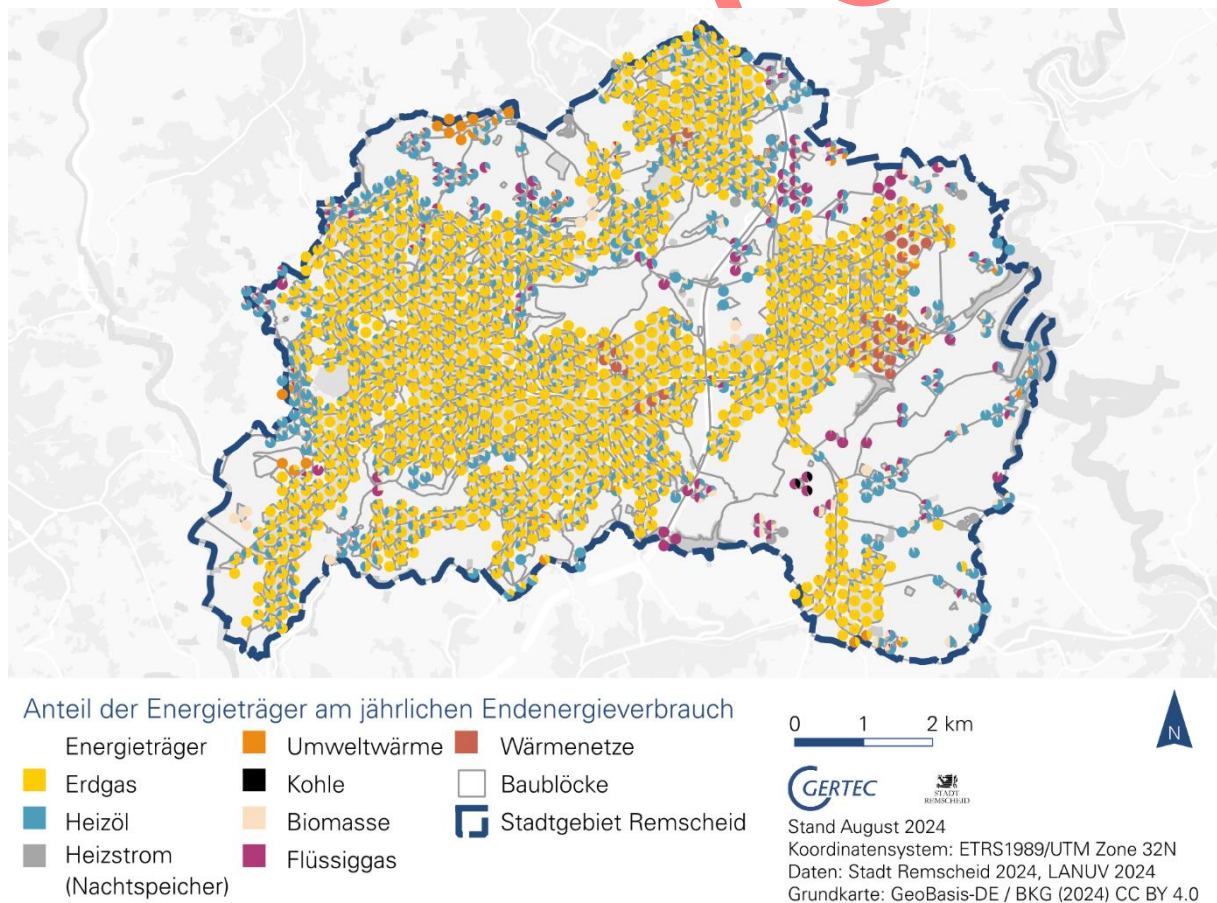 Anteil der Energieträger am jährlichen Endenergieverbrauch
Energieträger
Erdgas
Heizöl
Heizstrom
(Nachtspeicher)
Umweltwärme
Kohle
Biomasse
Flüssiggas
Wärmenetze
Baublöcke
Stadtgebiet Remscheid
0 1 2 km
N
GERTEC
STADT
REMSCHEID
Stand August 2024
Koordinatensystem: ETRS1989/UTM Zone 32N
Daten: Stadt Remscheid 2024, LANUV 2024
Grundkarte: GeoBasis-DE / BKG (2024) CC BY 4.0